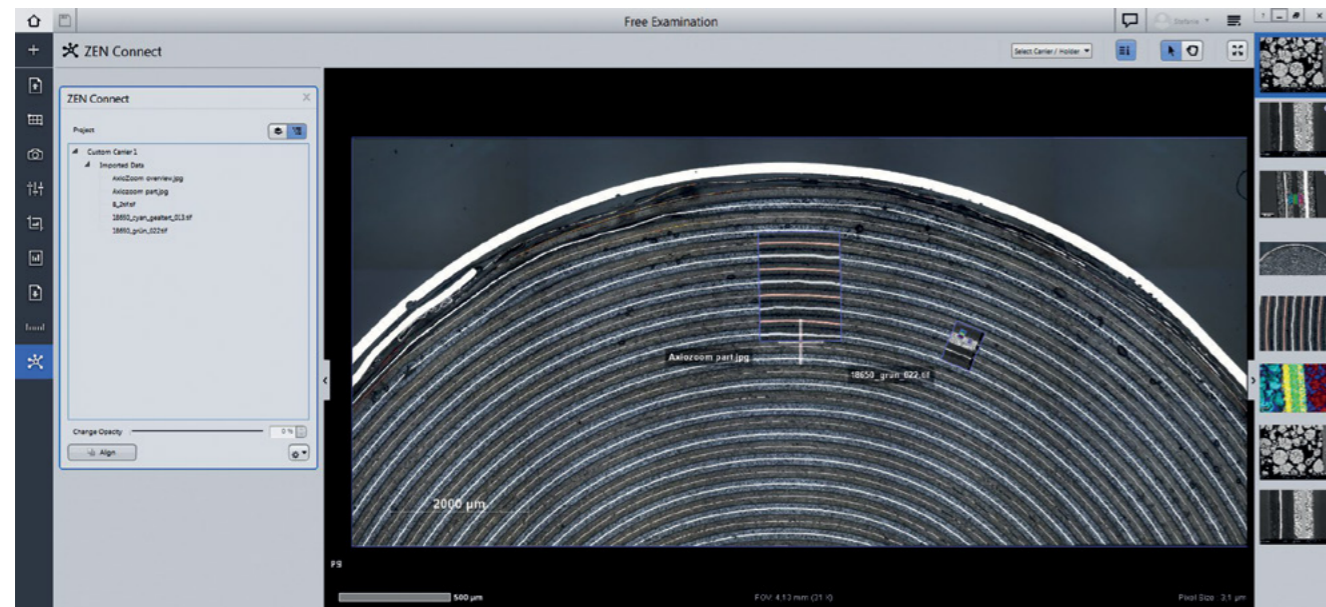 Free Examination
Stefanie
ZEN Connect
Select Carrier / Holder
ZEN Connect
Project
Custom Carrier 1
Imported Data
AxioZoom overview.jpg
Axiozoom part.jpg
18650_cyan_gealtert_013.tif
18650_grün_022.tif
Change Opacity
0 %
Align
Axiozoom part.jpg
18650_grün_022.tif
2000 µm
500 µm
FOV: 4,13 mm
Pixel Size : 3,1 µm